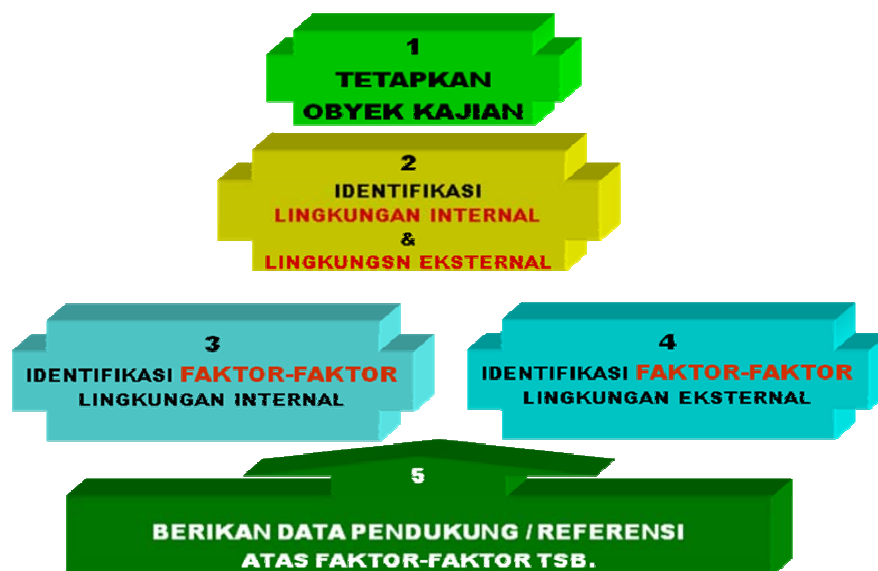 1
TETAPKAN
OBYEK KAJIAN
2
IDENTIFIKASI
LINGKUNGAN INTERNAL
&
LINGKUNGSN EKSTERNAL
3
IDENTIFIKASI FAKTOR-FAKTOR
LINGKUNGAN INTERNAL
4
IDENTIFIKASI FAKTOR-FAKTOR
LINGKUNGAN EKSTERNAL
5
BERIKAN DATA PENDUKUNG / REFERENSI
ATAS FAKTOR-FAKTOR TSB.